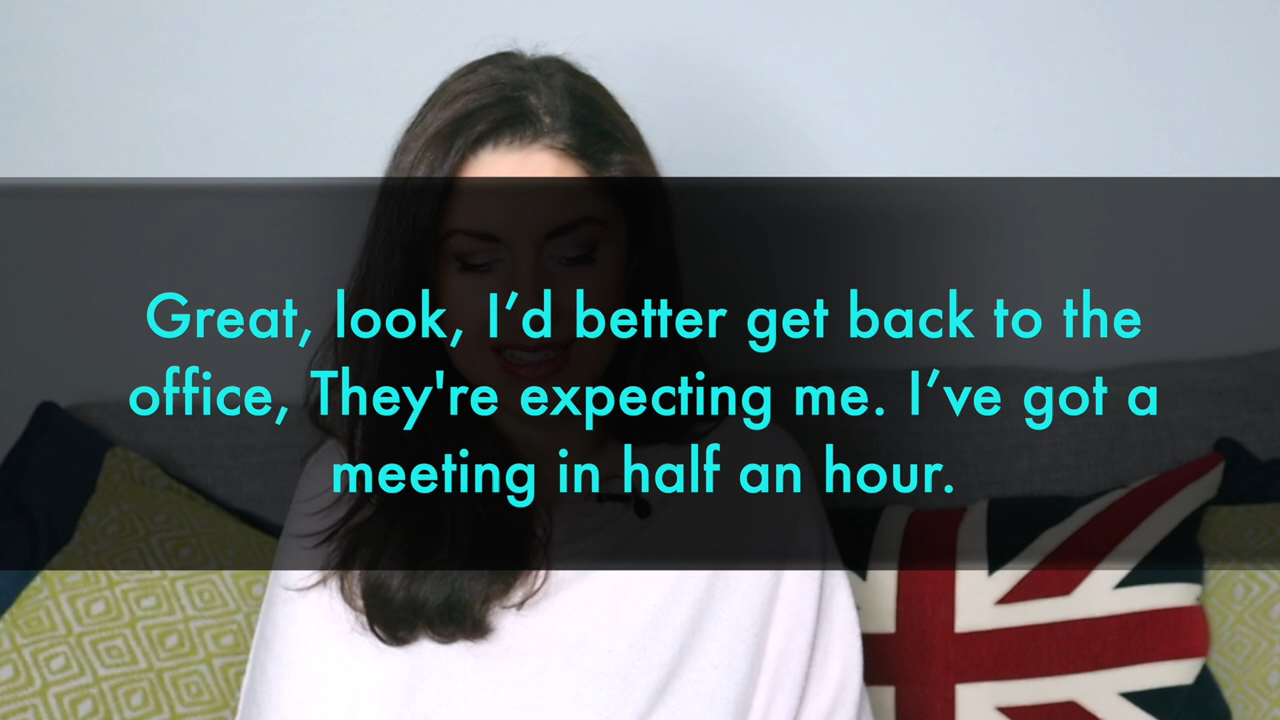 Great, look, I’d better get back to the
office, They're expecting me. I’ve got a
meeting in half an hour.